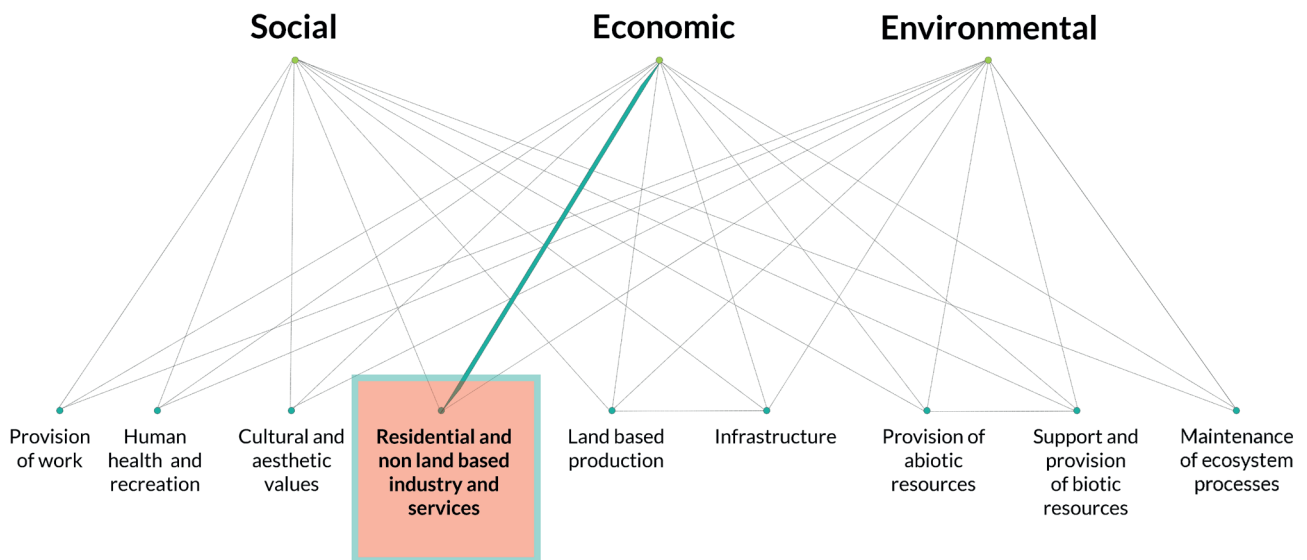 Social
Economic
Environmental
Provision
of work
Human
health and
recreation
Cultural and
aesthetic
values
Residential and
non land based
industry and
services
Land based
production
Infrastructure
Provision of
abiotic
resources
Support and
provision
of biotic
resources
Maintenance
of ecosystem
processes